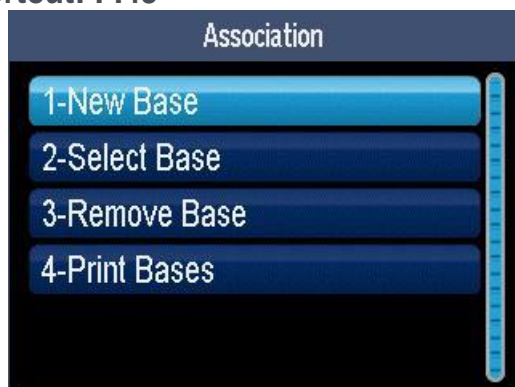 Association
1-New Base
2-Select Base
3-Remove Base
4-Print Bases